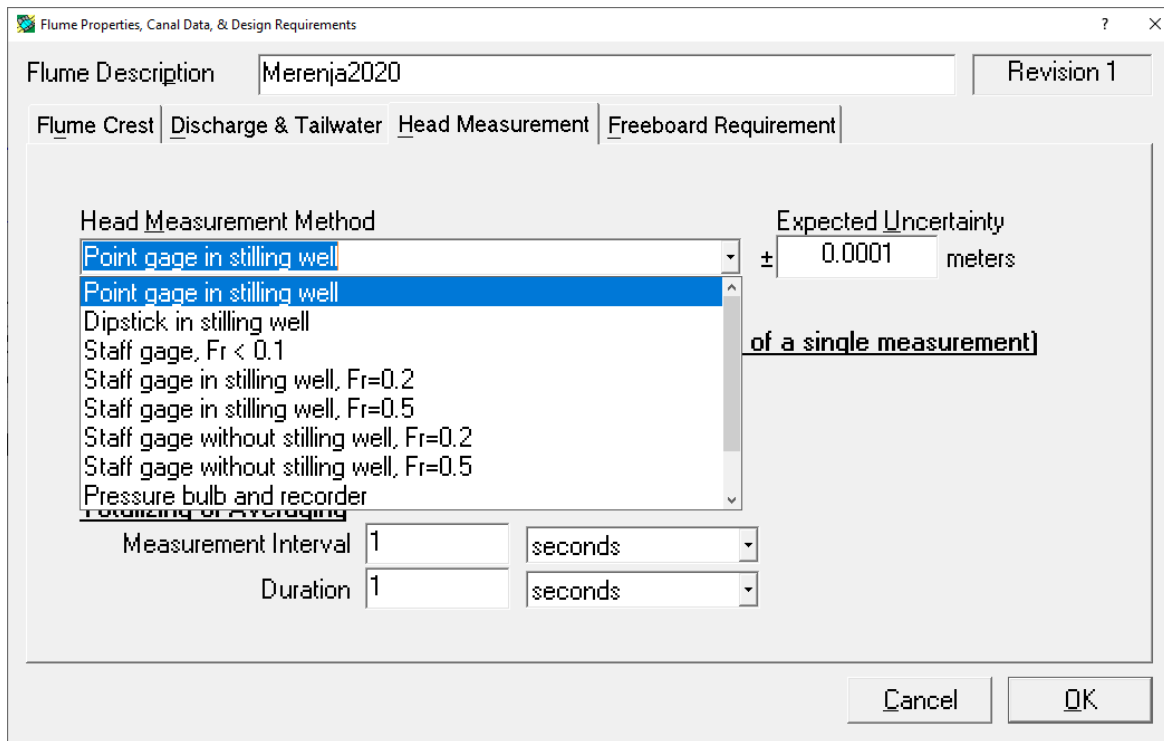 Flume Properties, Canal Data, & Design Requirements ? ×
Flume Description Merenja2020 Revision 1
Flume Crest Discharge & Tailwater Head Measurement Freeboard Requirement
Head Measurement Method Expected Uncertainty
Point gage in stilling well ± 0.0001 meters
Point gage in stilling well
Dipstick in stilling well
Staff gage, Fr < 0.1 of a single measurement)
Staff gage in stilling well, Fr=0.2
Staff gage in stilling well, Fr=0.5
Staff gage without stilling well, Fr=0.2
Staff gage without stilling well, Fr=0.5
Pressure bulb and recorder
Totalizing or Averaging
Measurement Interval 1 seconds
Duration 1 seconds
Cancel OK